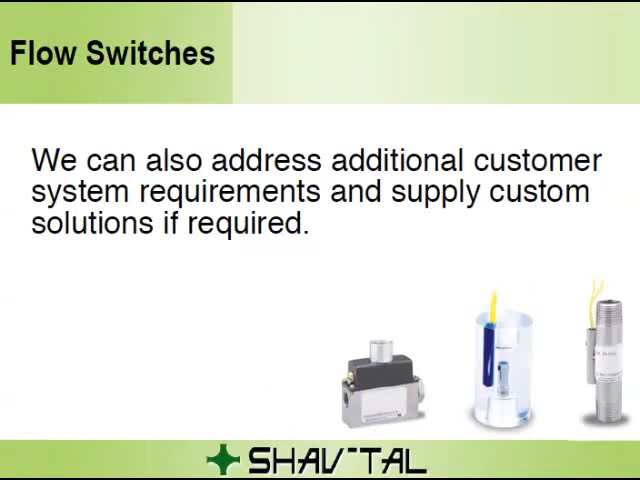 Flow Switches
We can also address additional customer
system requirements and supply custom
solutions if required.
SHAV-TAL